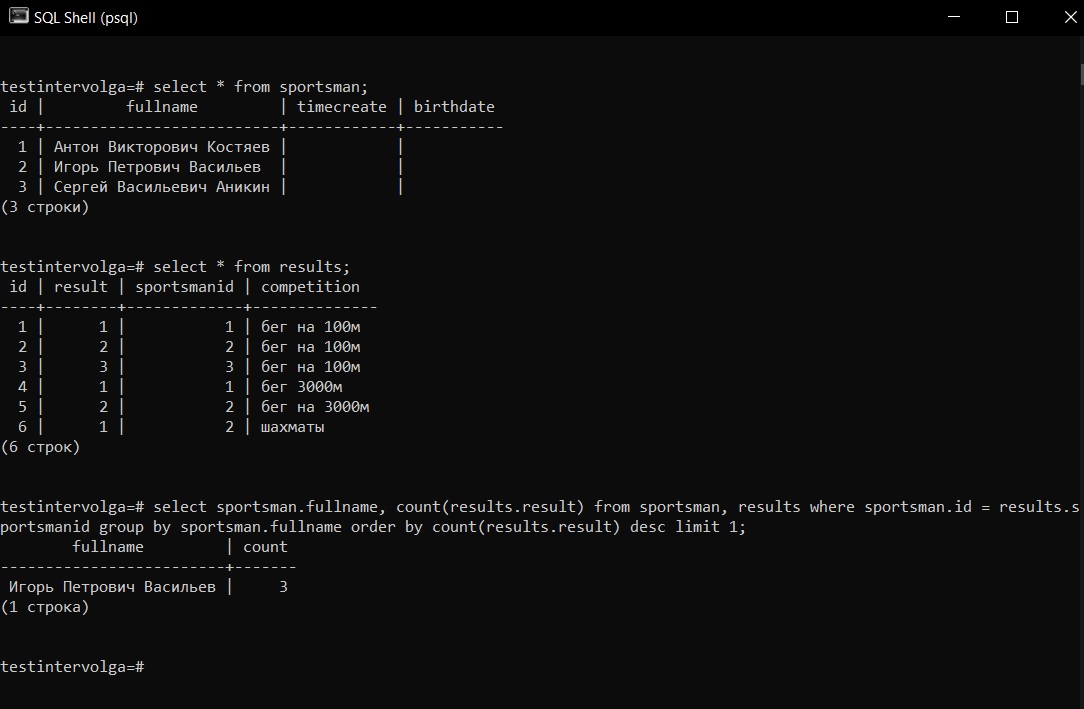 SQL Shell (psql)
testintervolga=# select * from sportsman;
 id |         fullname         | timecreate | birthdate
----+--------------------------+------------+-----------
  1 | Антон Викторович Костяев |            |
  2 | Игорь Петрович Васильев  |            |
  3 | Сергей Васильевич Аникин |            |
(3 строки)
testintervolga=# select * from results;
 id | result | sportsmanid | competition
----+--------+-------------+--------------
  1 |      1 |           1 | бег на 100м
  2 |      2 |           2 | бег на 100м
  3 |      3 |           3 | бег на 100м
  4 |      1 |           1 | бег 3000м
  5 |      2 |           2 | бег на 3000м
  6 |      1 |           2 | шахматы
(6 строк)
testintervolga=# select sportsman.fullname, count(results.result) from sportsman, results where sportsman.id = results.s
portsmanid group by sportsman.fullname order by count(results.result) desc limit 1;
        fullname         | count
-------------------------+-------
 Игорь Петрович Васильев |     3
(1 строка)
testintervolga=#